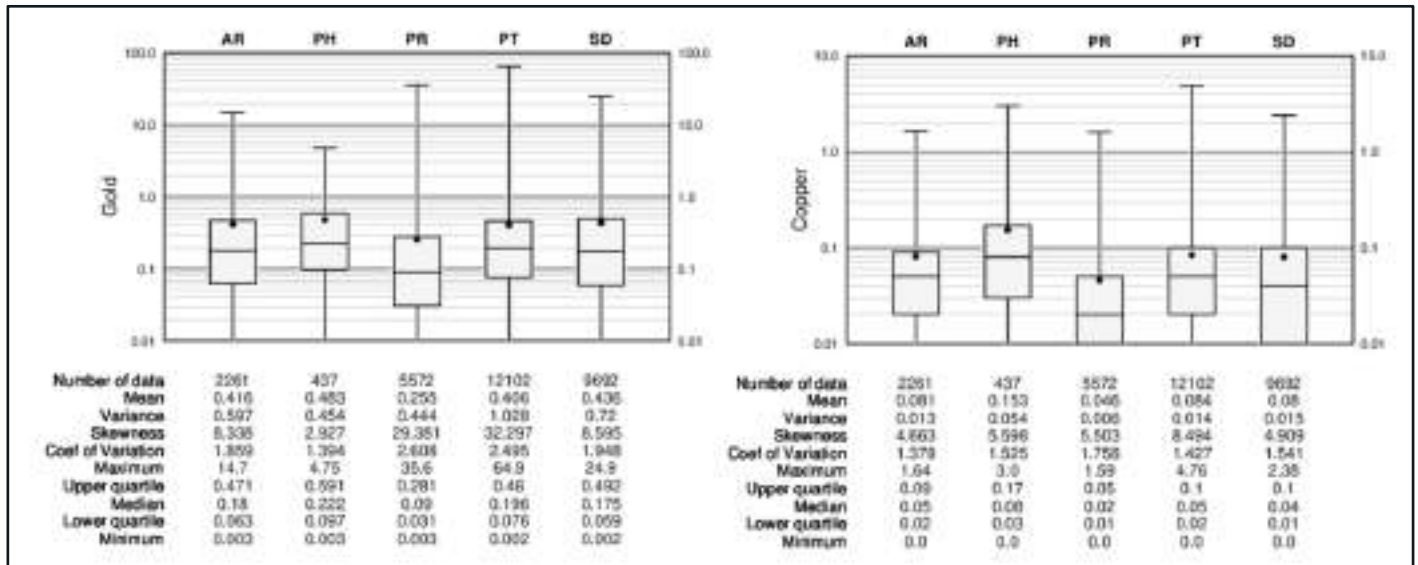 AR PH PR PT SD
100.0 100.0
10.0 10.0
Gold
1.0 1.0
0.1 0.1
0.01 0.01
Number of data 2261 437 5572 12102 9692
Mean 0.416 0.483 0.255 0.406 0.436
Variance 0.597 0.454 0.444 1.028 0.72
Skewness 8.338 2.927 29.381 32.297 8.595
Coef of Variation 1.859 1.394 2.608 2.495 1.948
Maximum 14.7 4.75 35.6 64.9 24.9
Upper quartile 0.471 0.591 0.281 0.46 0.492
Median 0.18 0.222 0.09 0.196 0.175
Lower quartile 0.063 0.097 0.031 0.076 0.059
Minimum 0.003 0.003 0.003 0.002 0.002
AR PH PR PT SD
10.0 10.0
1.0 1.0
Copper
0.1 0.1
0.01 0.01
Number of data 2261 437 5572 12102 9692
Mean 0.081 0.153 0.046 0.084 0.08
Variance 0.013 0.054 0.006 0.014 0.015
Skewness 4.663 5.596 5.503 8.494 4.909
Coef of Variation 1.379 1.525 1.756 1.427 1.541
Maximum 1.64 3.0 1.59 4.76 2.38
Upper quartile 0.09 0.17 0.05 0.1 0.1
Median 0.05 0.08 0.02 0.05 0.04
Lower quartile 0.02 0.03 0.01 0.02 0.01
Minimum 0.0 0.0 0.0 0.0 0.0